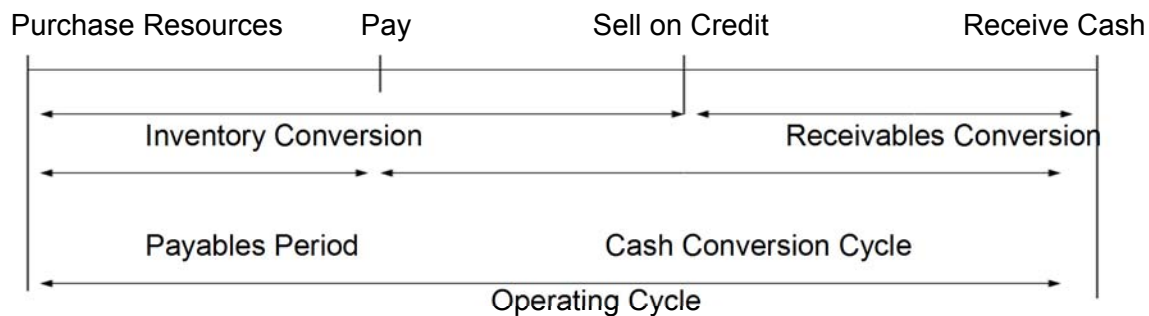 Purchase Resources Pay Sell on Credit Receive Cash
Inventory Conversion Receivables Conversion
Payables Period Cash Conversion Cycle
Operating Cycle